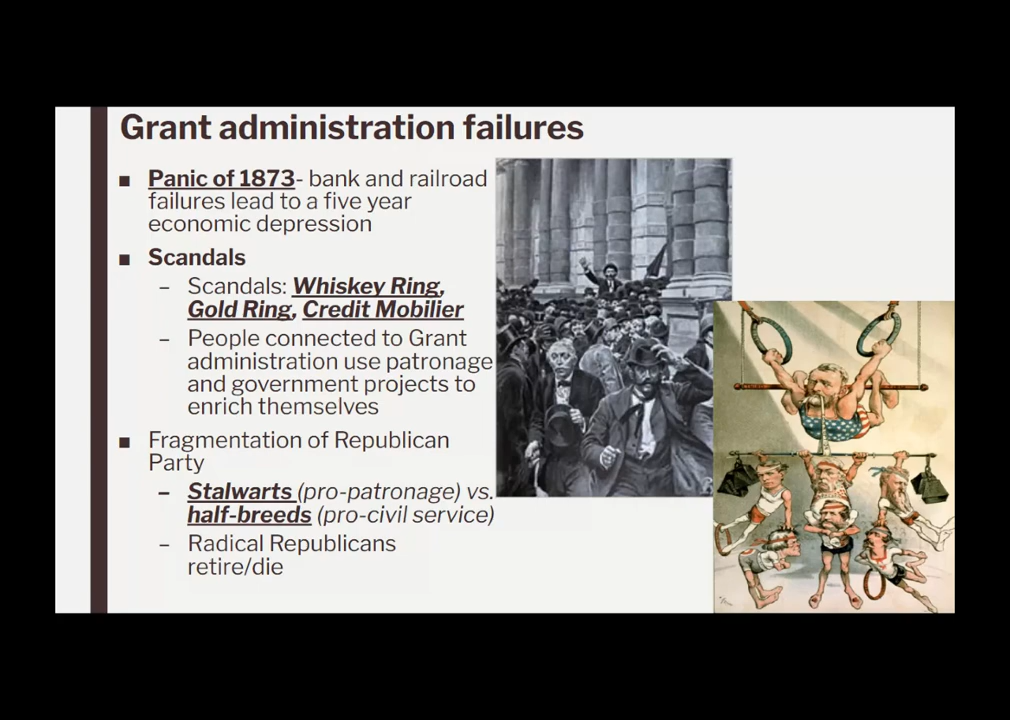 Grant administration failures
■ Panic of 1873- bank and railroad
failures lead to a five year
economic depression
■ Scandals
– Scandals: Whiskey Ring,
Gold Ring, Credit Mobilier
– People connected to Grant
administration use patronage
and government projects to
enrich themselves
■ Fragmentation of Republican
Party
– Stalwarts (pro-patronage) vs.
half-breeds (pro-civil service)
– Radical Republicans
retire/die